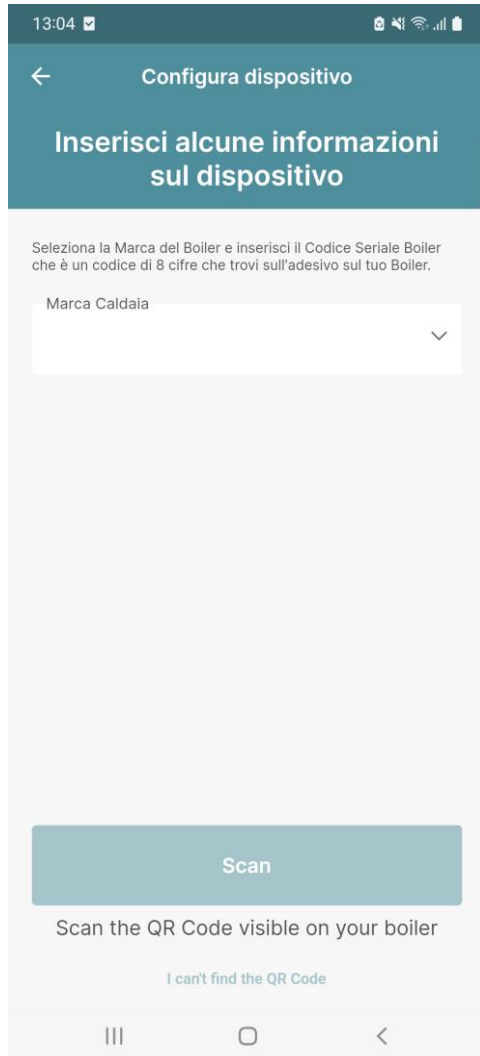 13:04
Configura dispositivo
Inserisci alcune informazioni
sul dispositivo
Seleziona la Marca del Boiler e inserisci il Codice Seriale Boiler
che è un codice di 8 cifre che trovi sull'adesivo sul tuo Boiler.
Marca Caldaia
Scan
Scan the QR Code visible on your boiler
I can't find the QR Code